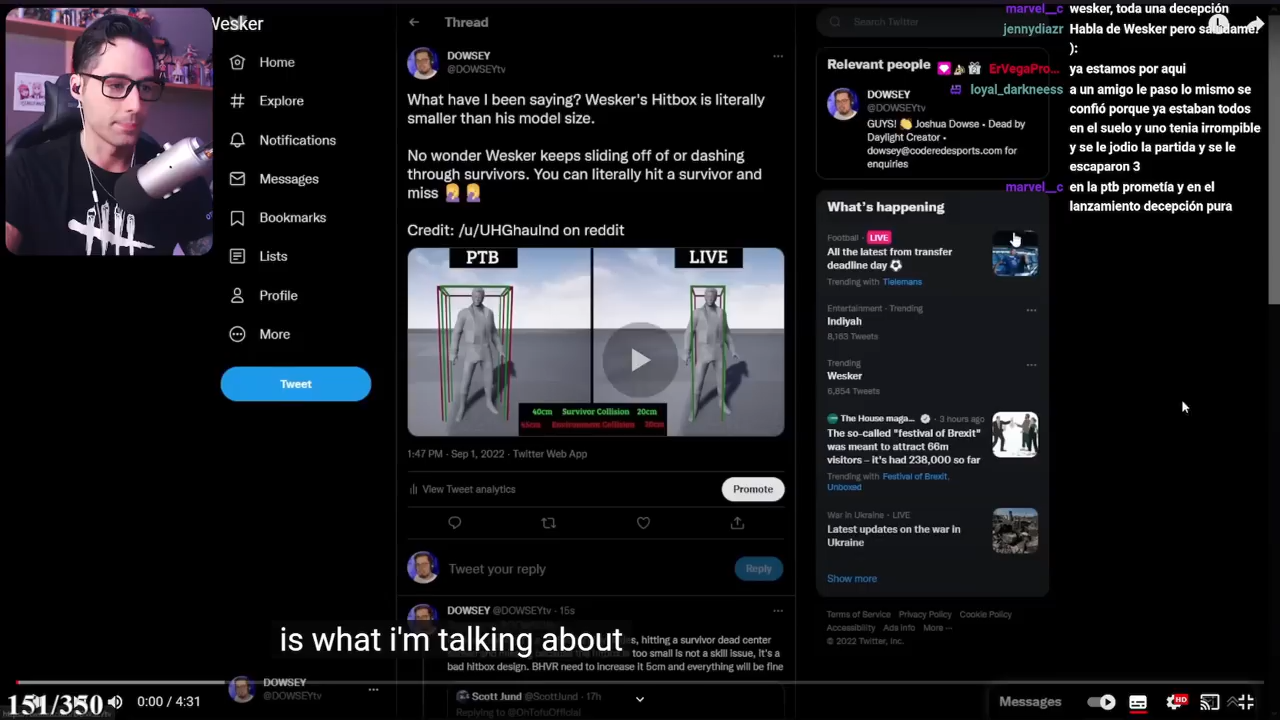 Wesker
Home
Explore
Notifications
Messages
Bookmarks
Lists
Profile
More
Tweet
Thread
DOWSEY
@DOWSEYtv
What have I been saying? Wesker's Hitbox is literally
smaller than his model size.
No wonder Wesker keeps sliding off of or dashing
through survivors. You can literally hit a survivor and
miss 🤦 🤦
Credit: /u/UHGhaulnd on reddit
PTB
LIVE
40cm Survivor Collision 20cm
45cm Environment Collision 30cm
1:47 PM · Sep 1, 2022 · Twitter Web App
View Tweet analytics
Promote
Tweet your reply
Reply
DOWSEY @DOWSEYtv · 15s
s, hitting a survivor dead center
too small is not a skill issue, it's a
bad hitbox design. BHVR need to increase it 5cm and everything will be fine
Scott Jund @ScottJund · 17h
Replying to @OhTofuOfficial
is what i'm talking about
Search Twitter
Relevant people
DOWSEY
@DOWSEYtv
GUYS! 👏 Joshua Dowse • Dead by
Daylight Creator •
dowsey@coderedesports.com for
enquiries
What's happening
Football · LIVE
All the latest from transfer
deadline day ⚽
Trending with Tielemans
Entertainment · Trending
Indiyah
8,163 Tweets
Trending
Wesker
6,854 Tweets
The House maga... · 3 hours ago
The so-called "festival of Brexit"
was meant to attract 66m
visitors – it's had 238,000 so far
Trending with Festival of Brexit,
Unboxed
War in Ukraine · LIVE
Latest updates on the war in
Ukraine
Show more
Terms of Service Privacy Policy Cookie Policy
Accessibility Ads info More ···
© 2022 Twitter, Inc.
marvel__c wesker, toda una decepción
jennydiazr Habla de Wesker pero saludame?
):
ErVegaPro... ya estamos por aqui
loyal_darkneess a un amigo le paso lo mismo se
confió porque ya estaban todos
en el suelo y uno tenia irrompible
y se le jodio la partida y se le
escaparon 3
marvel__c en la ptb prometía y en el
lanzamiento decepción pura
151/350
0:00 / 4:31
DOWSEY
@DOWSEYtv
Messages
HD